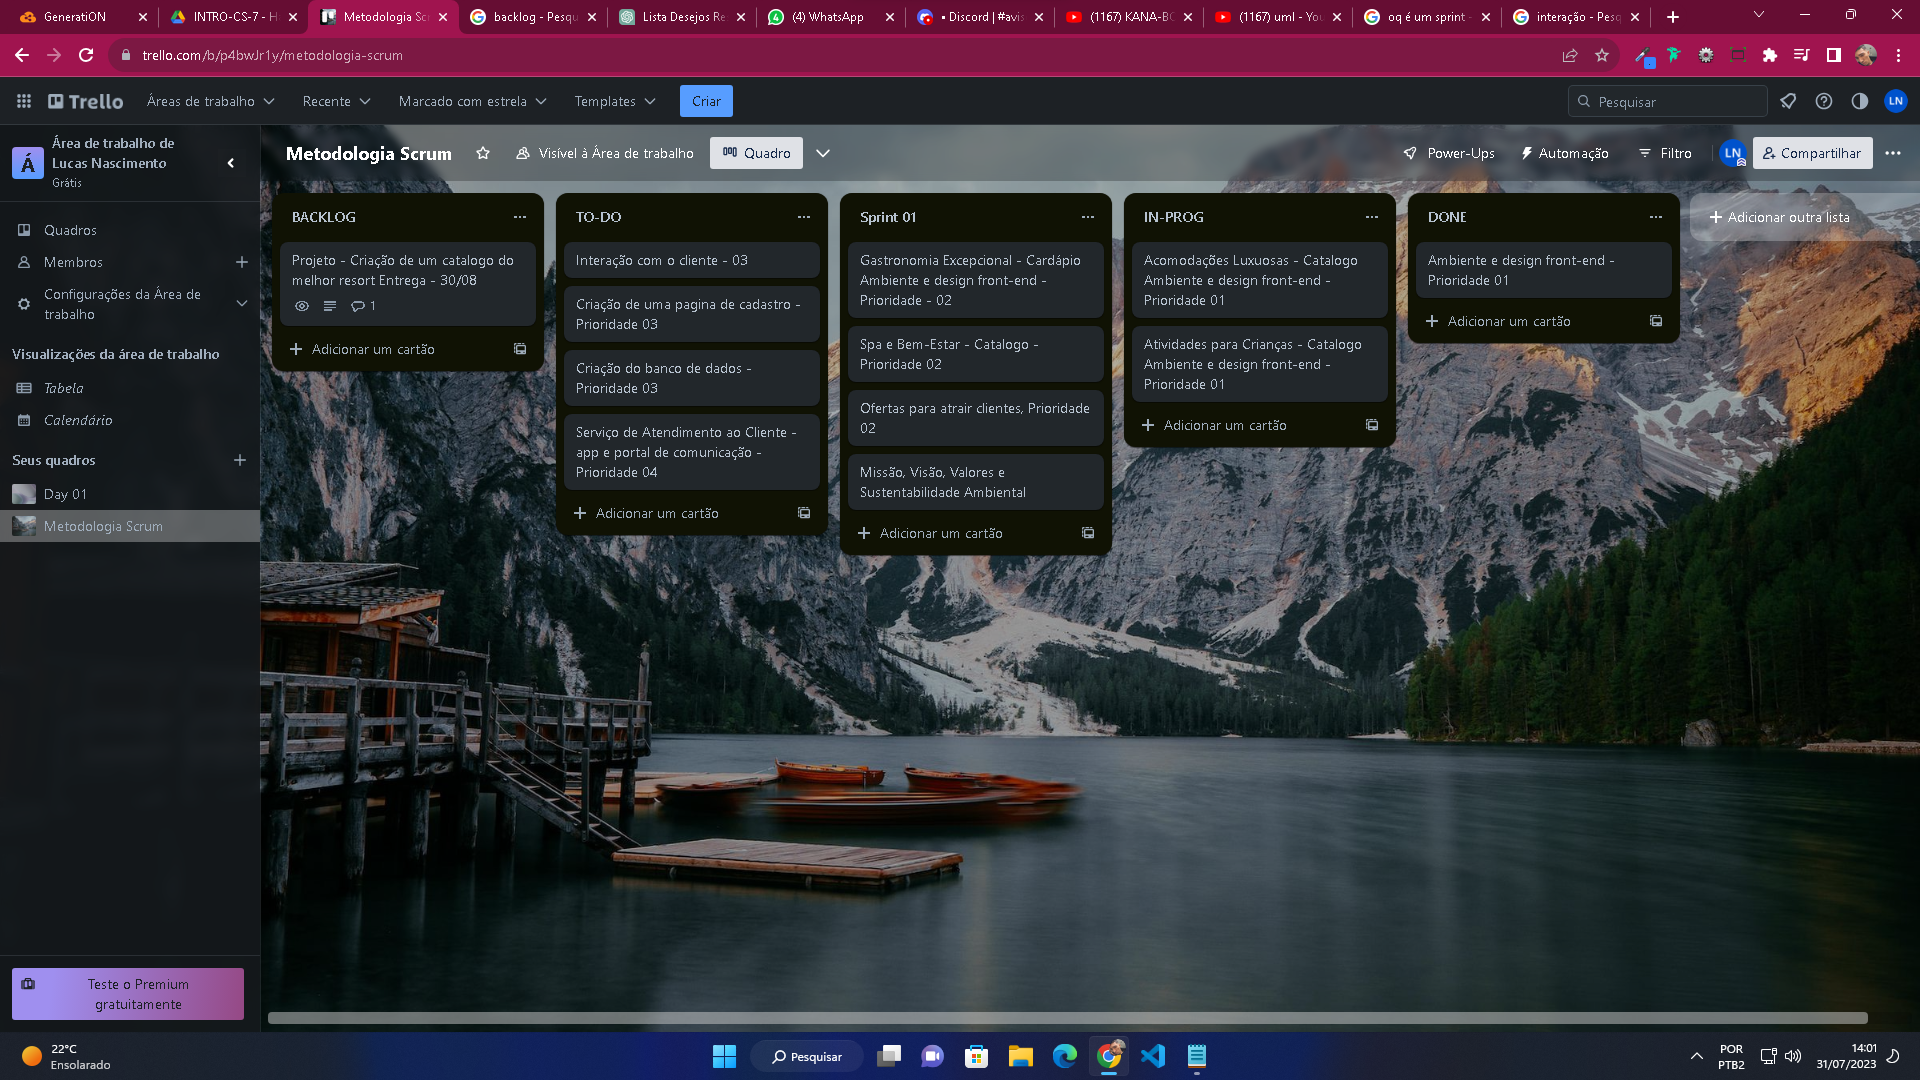 GeneratiON
INTRO-CS-7 - H
Metodologia Sc
backlog - Pesqu
Lista Desejos Re
(4) WhatsApp
• Discord | #avis
(1167) KANA-BO
(1167) uml - You
oq é um sprint -
interação - Pesq
trello.com/b/p4bwJr1y/metodologia-scrum
Trello
Áreas de trabalho
Recente
Marcado com estrela
Templates
Criar
Pesquisar
LN
Á
Área de trabalho de
Lucas Nascimento
Grátis
Metodologia Scrum
Visível à Área de trabalho
Quadro
Power-Ups
Automação
Filtro
LN
Compartilhar
Quadros
Membros
Configurações da Área de
trabalho
Visualizações da área de trabalho
Tabela
Calendário
Seus quadros
Day 01
Metodologia Scrum
Teste o Premium
gratuitamente
BACKLOG
Projeto - Criação de um catalogo do
melhor resort Entrega - 30/08
1
Adicionar um cartão
TO-DO
Interação com o cliente - 03
Criação de uma pagina de cadastro -
Prioridade 03
Criação do banco de dados -
Prioridade 03
Serviço de Atendimento ao Cliente -
app e portal de comunicação -
Prioridade 04
Adicionar um cartão
Sprint 01
Gastronomia Excepcional - Cardápio
Ambiente e design front-end -
Prioridade - 02
Spa e Bem-Estar - Catalogo -
Prioridade 02
Ofertas para atrair clientes, Prioridade
02
Missão, Visão, Valores e
Sustentabilidade Ambiental
Adicionar um cartão
IN-PROG
Acomodações Luxuosas - Catalogo
Ambiente e design front-end -
Prioridade 01
Atividades para Crianças - Catalogo
Ambiente e design front-end -
Prioridade 01
Adicionar um cartão
DONE
Ambiente e design front-end -
Prioridade 01
Adicionar um cartão
Adicionar outra lista
22°C
Ensolarado
Pesquisar
POR
PTB2
14:01
31/07/2023